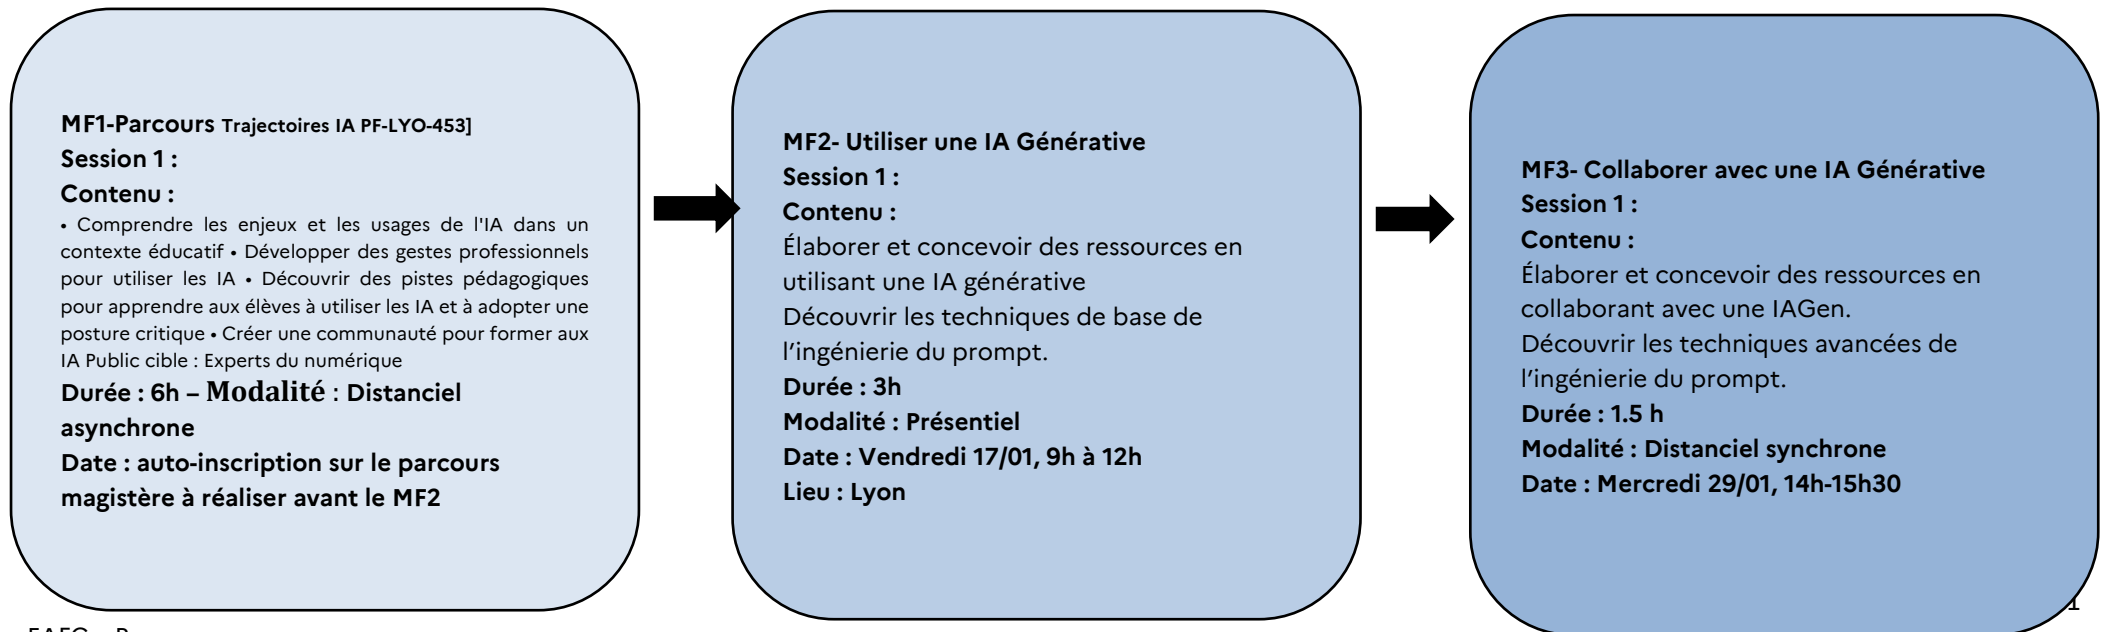 MF1-Parcours Trajectoires IA PF-LYO-453]
Session 1 :
Contenu :
• Comprendre les enjeux et les usages de l'IA dans un
contexte éducatif • Développer des gestes professionnels
pour utiliser les IA • Découvrir des pistes pédagogiques
pour apprendre aux élèves à utiliser les IA et à adopter une
posture critique • Créer une communauté pour former aux
IA Public cible : Experts du numérique
Durée : 6h – Modalité : Distanciel
asynchrone
Date : auto-inscription sur le parcours
magistère à réaliser avant le MF2
MF2- Utiliser une IA Générative
Session 1 :
Contenu :
Élaborer et concevoir des ressources en
utilisant une IA générative
Découvrir les techniques de base de
l’ingénierie du prompt.
Durée : 3h
Modalité : Présentiel
Date : Vendredi 17/01, 9h à 12h
Lieu : Lyon
MF3- Collaborer avec une IA Générative
Session 1 :
Contenu :
Élaborer et concevoir des ressources en
collaborant avec une IAGen.
Découvrir les techniques avancées de
l’ingénierie du prompt.
Durée : 1.5 h
Modalité : Distanciel synchrone
Date : Mercredi 29/01, 14h-15h30